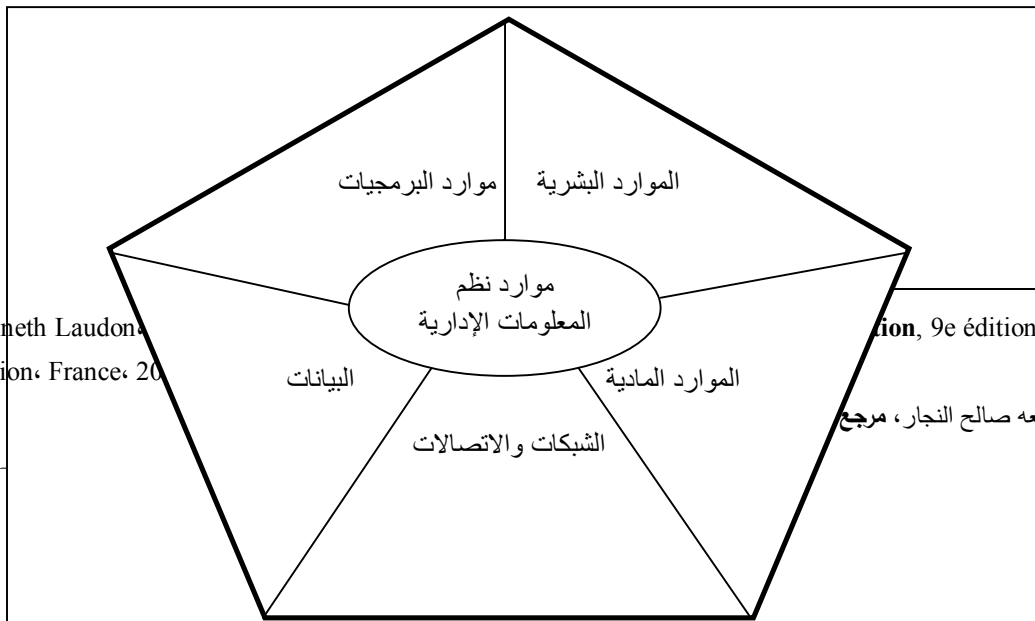 موارد البرمجيات
الموارد البشرية
موارد نظم
المعلومات الإدارية
البيانات
الموارد المادية
الشبكات والاتصالات
neth Laudon،
tion, 9e édition
ion، France، 20
صالح النجار، مرجع